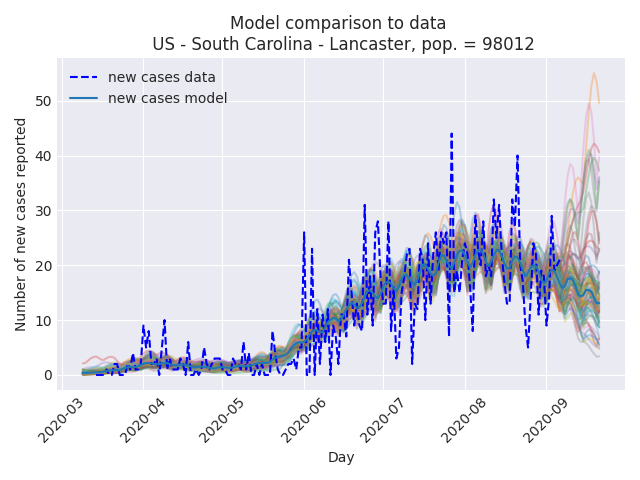 Model comparison to data
US - South Carolina - Lancaster, pop. = 98012
new cases data
new cases model
Number of new cases reported
50
40
30
20
10
0
2020-03
2020-04
2020-05
2020-06
2020-07
2020-08
2020-09
Day